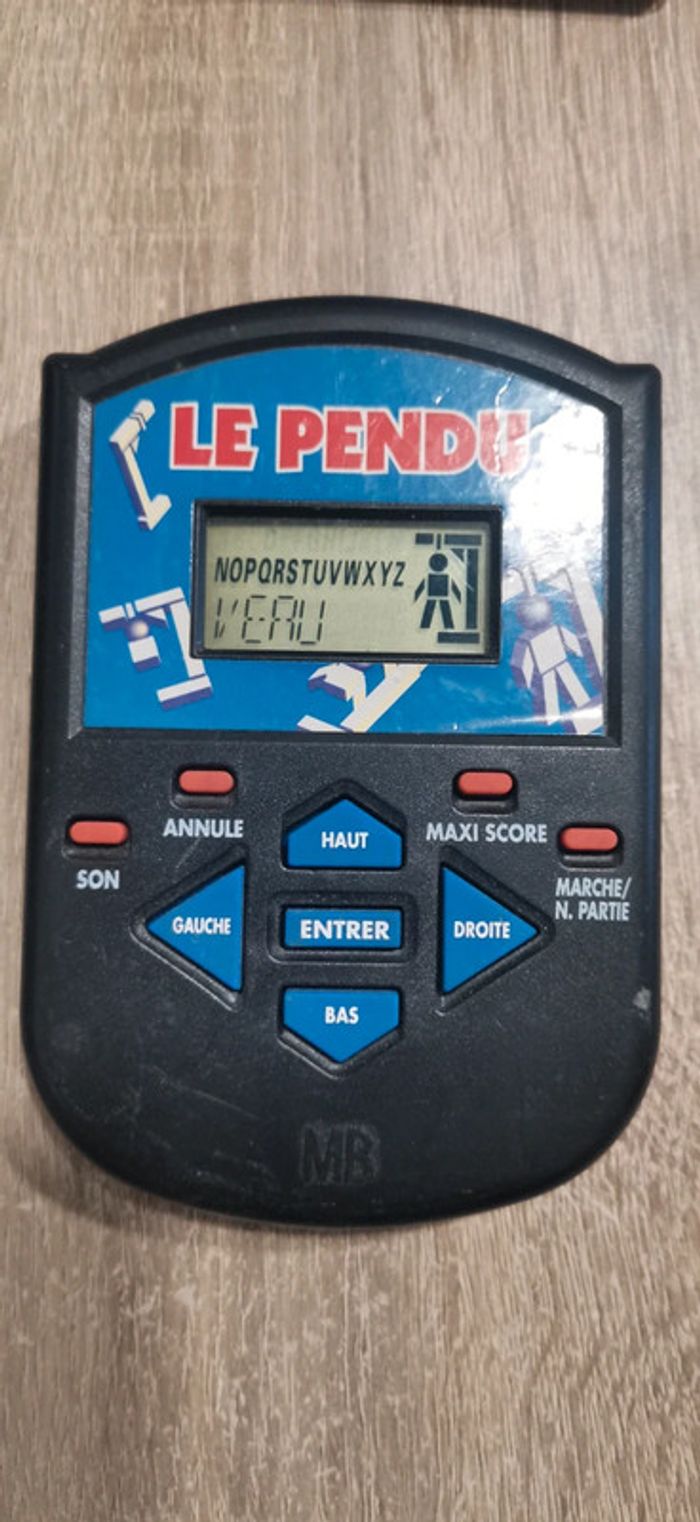 LE PENDU
NOPQRSTUVWXYZ
VEAU
ANNULE
HAUT
MAXI SCORE
SON
MARCHE/
N. PARTIE
GAUCHE
ENTRER
DROITE
BAS
MB